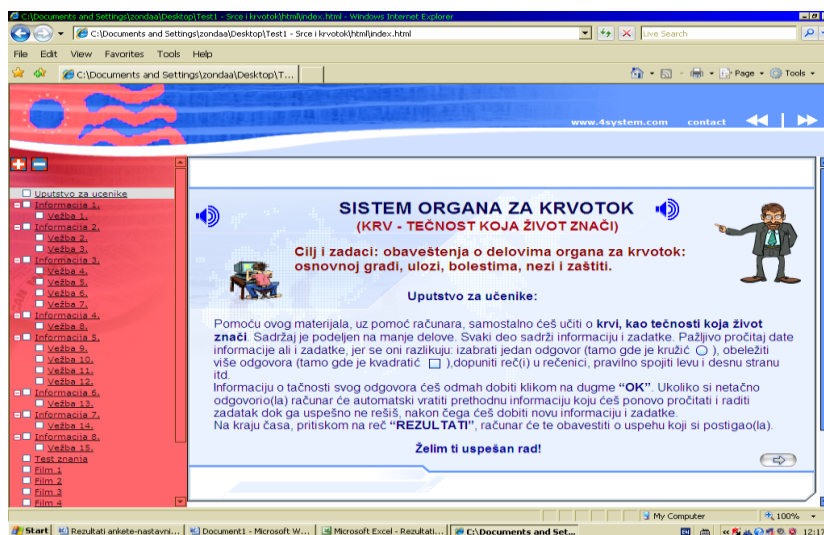 C:\Documents and Settings\zondaa\Desktop\Test1 - Srce i krvotok\html\index.html - Windows Internet Explorer
C:\Documents and Settings\zondaa\Desktop\Test1 - Srce i krvotok\html\index.html
Live Search
File Edit View Favorites Tools Help
C:\Documents and Settings\zondaa\Desktop\T...
Page Tools
www.4system.com contact
Uputstvo za ucenike
Informacija 1.
Vežba 1.
Informacija 2.
Vežba 2.
Vežba 3.
Informacija 3.
Vežba 4.
Vežba 5.
Vežba 6.
Vežba 7.
Informacija 4.
Vežba 8.
Informacija 5.
Vežba 9.
Vežba 10.
Vežba 11.
Vežba 12.
Informacija 6.
Vežba 13.
Informacija 7.
Vežba 14.
Informacija 8.
Vežba 15.
Test znanja
Film 1
Film 2
Film 3
Film 4
SISTEM ORGANA ZA KRVOTOK
(KRV - TEČNOST KOJA ŽIVOT ZNAČI)
Cilj i zadaci: obaveštenja o delovima organa za krvotok:
osnovnoj građi, ulozi, bolestima, nezi i zaštiti.
Uputstvo za učenike:
Pomoću ovog materijala, uz pomoć računara, samostalno ćeš učiti o krvi, kao tečnosti koja život
znači. Sadržaj je podeljen na manje delove. Svaki deo sadrži informaciju i zadatke. Pažljivo pročitaj date
informacije ali i zadatke, jer se oni razlikuju: izabrati jedan odgovor (tamo gde je kružić ), obeležiti
više odgovora (tamo gde je kvadratić ),dopuniti reč(i) u rečenici, pravilno spojiti levu i desnu stranu
itd.
Informaciju o tačnosti svog odgovora ćeš odmah dobiti klikom na dugme “OK”. Ukoliko si netačno
odgovorio(la) računar će automatski vratiti prethodnu informaciju koju ćeš ponovo pročitati i raditi
zadatak dok ga uspešno ne rešiš, nakon čega ćeš dobiti novu informaciju i zadatke.
Na kraju časa, pritiskom na reč “REZULTATI”, računar će te obavestiti o uspehu koji si postigao(la).
Želim ti uspešan rad!
My Computer 100%
Start Rezultati ankete-nastavni... Document1 - Microsoft W... Microsoft Excel - Rezultati... C:\Documents and Set... 12:17